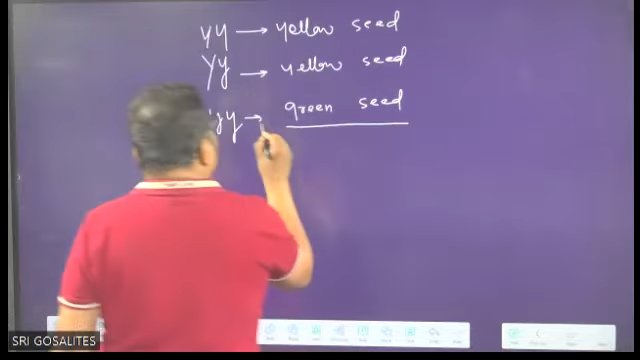 YY → yellow seed
Yy → yellow seed
yy → green seed
SRI GOSALITES